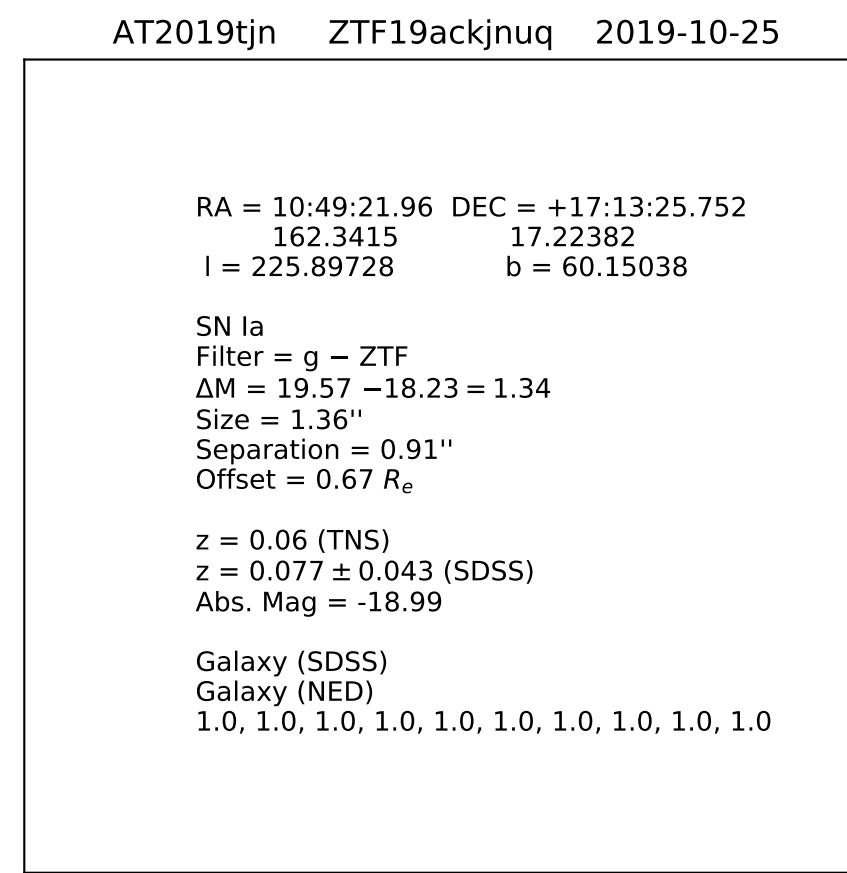 AT2019tjn ZTF19ackjnuq 2019-10-25
RA = 10:49:21.96 DEC = +17:13:25.752
162.3415 17.22382
l = 225.89728 b = 60.15038
SN Ia
Filter = g − ZTF
ΔM = 19.57 −18.23 = 1.34
Size = 1.36''
Separation = 0.91''
Offset = 0.67 Re
z = 0.06 (TNS)
z = 0.077 ± 0.043 (SDSS)
Abs. Mag = -18.99
Galaxy (SDSS)
Galaxy (NED)
1.0, 1.0, 1.0, 1.0, 1.0, 1.0, 1.0, 1.0, 1.0, 1.0